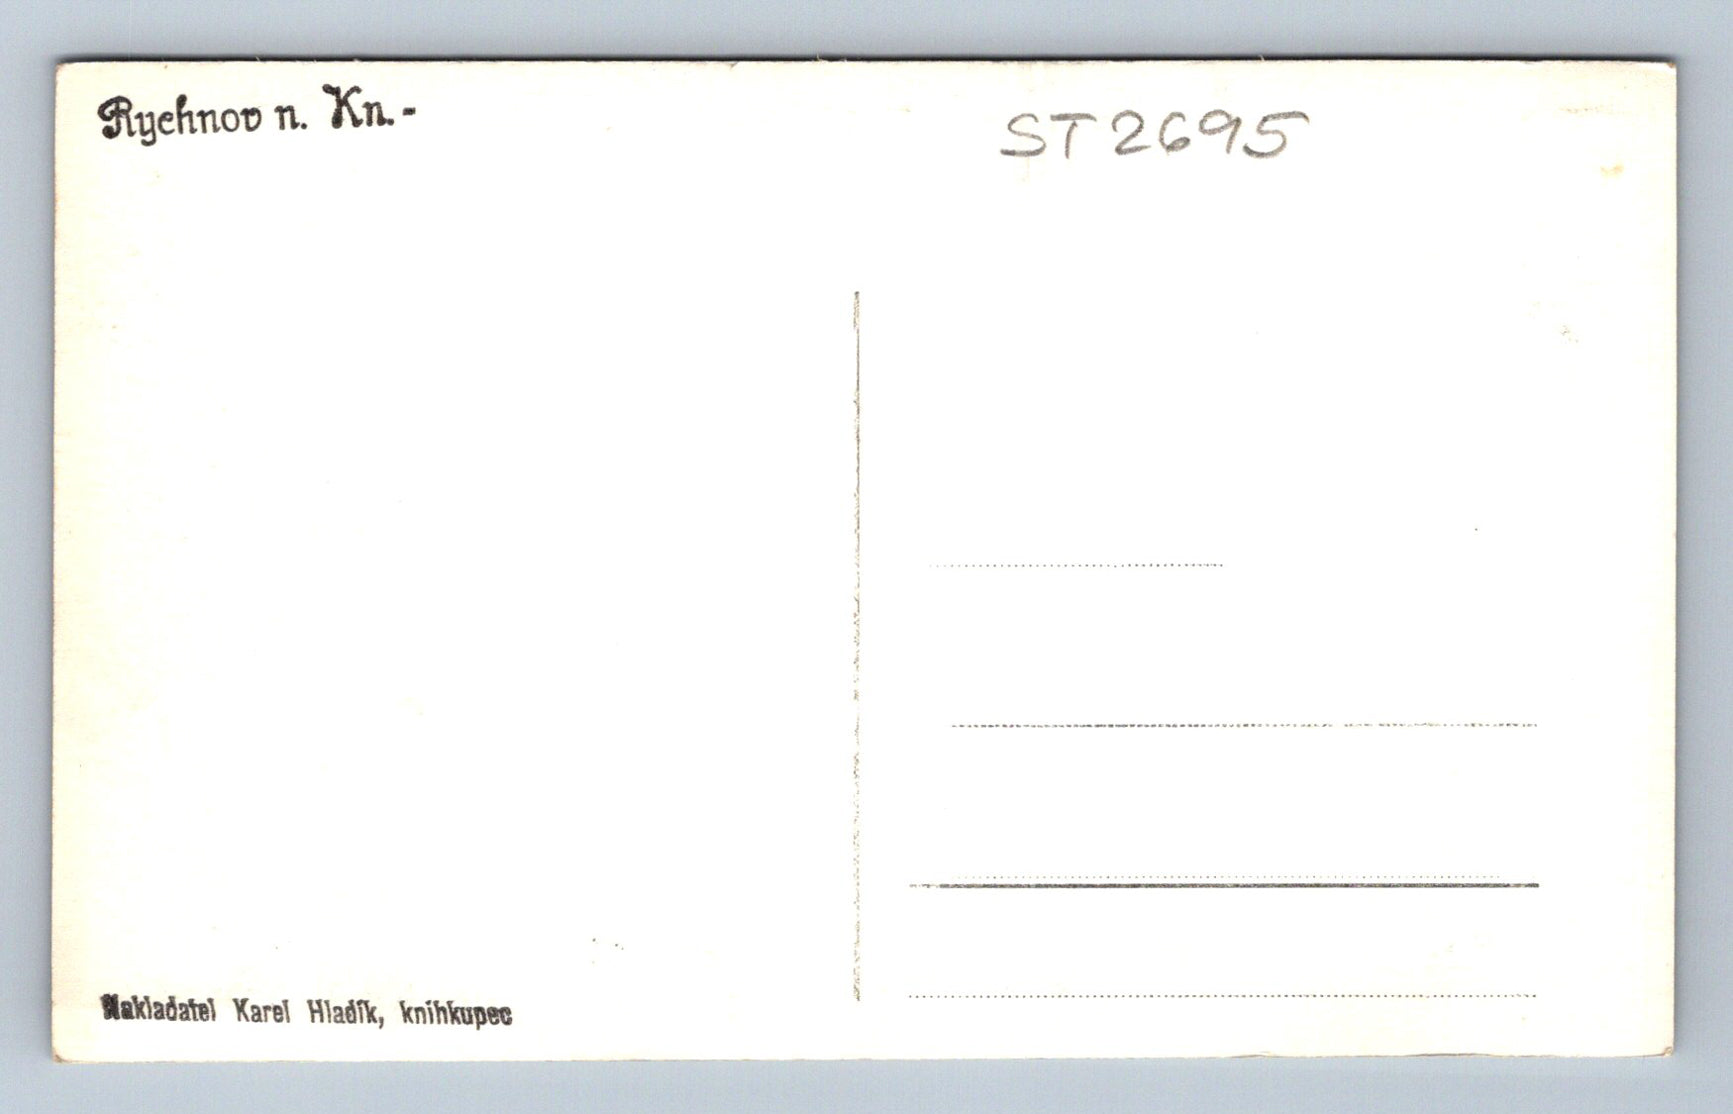 Rychnov n. Kn.-
ST2695
Nakladatel Karel Hladík, knihkupec